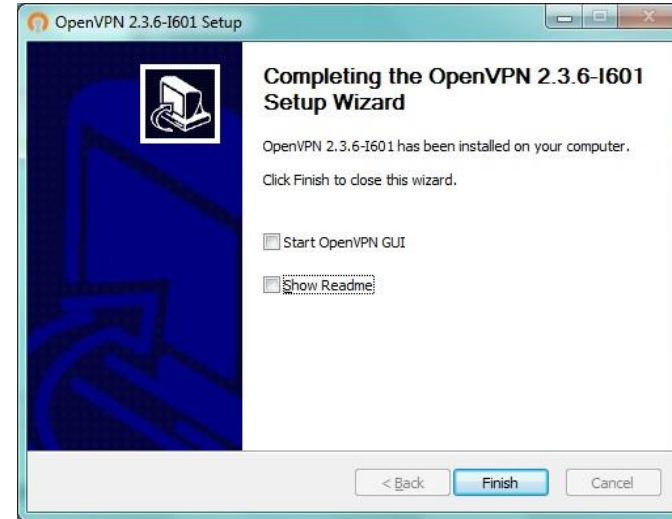 OpenVPN 2.3.6-I601 Setup
Completing the OpenVPN 2.3.6-I601
Setup Wizard
OpenVPN 2.3.6-I601 has been installed on your computer.
Click Finish to close this wizard.
Start OpenVPN GUI
Show Readme
< Back
Finish
Cancel